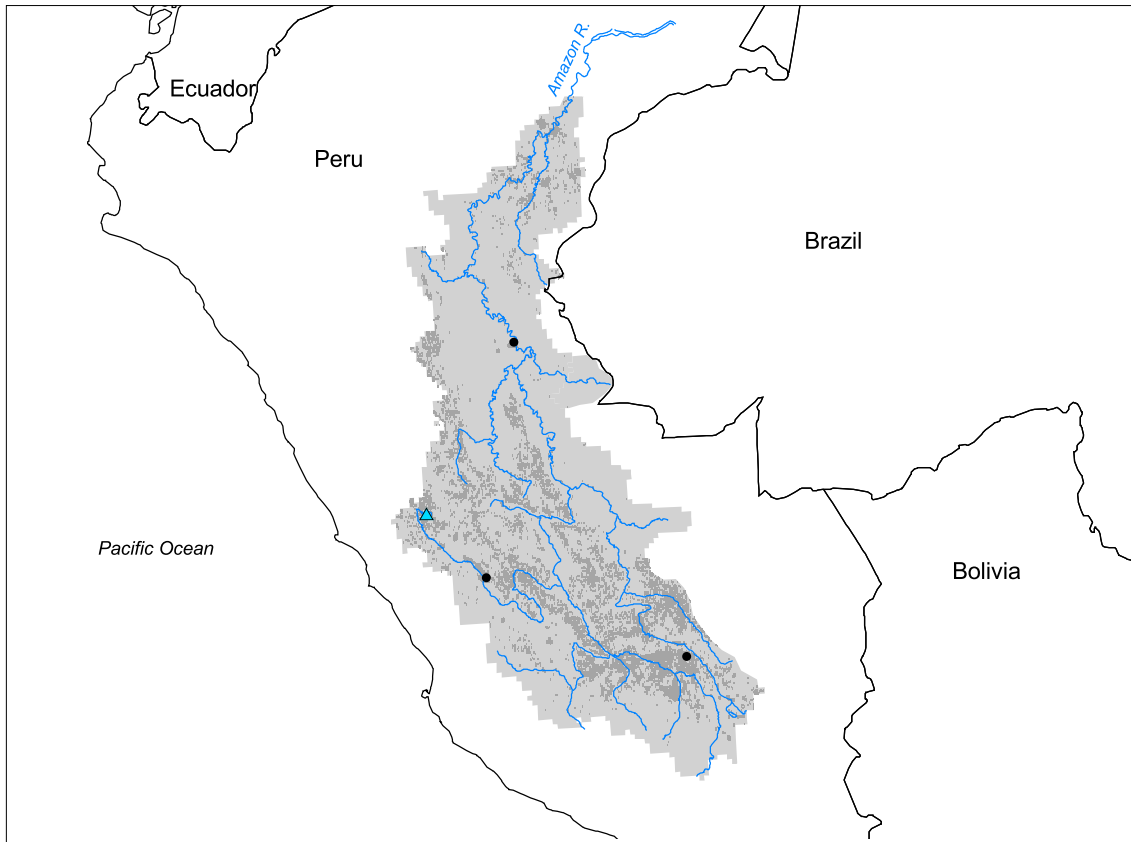 Amazon R.
Ecuador
Peru
Brazil
Pacific Ocean
Bolivia